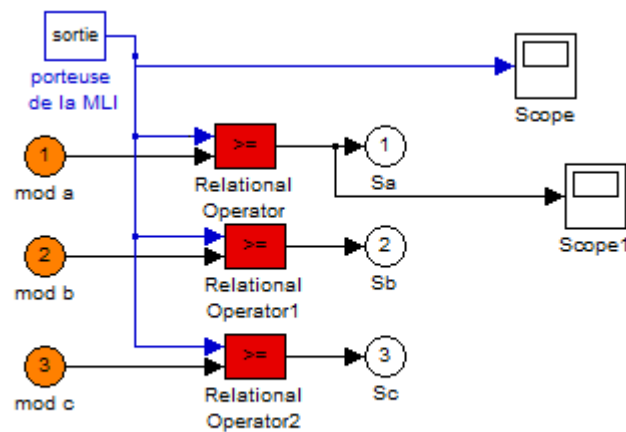 sortie
porteuse
de la MLI
Scope
1
mod a
>=
Relational
Operator
1
Sa
Scope1
2
mod b
>=
Relational
Operator1
2
Sb
3
mod c
>=
Relational
Operator2
3
Sc